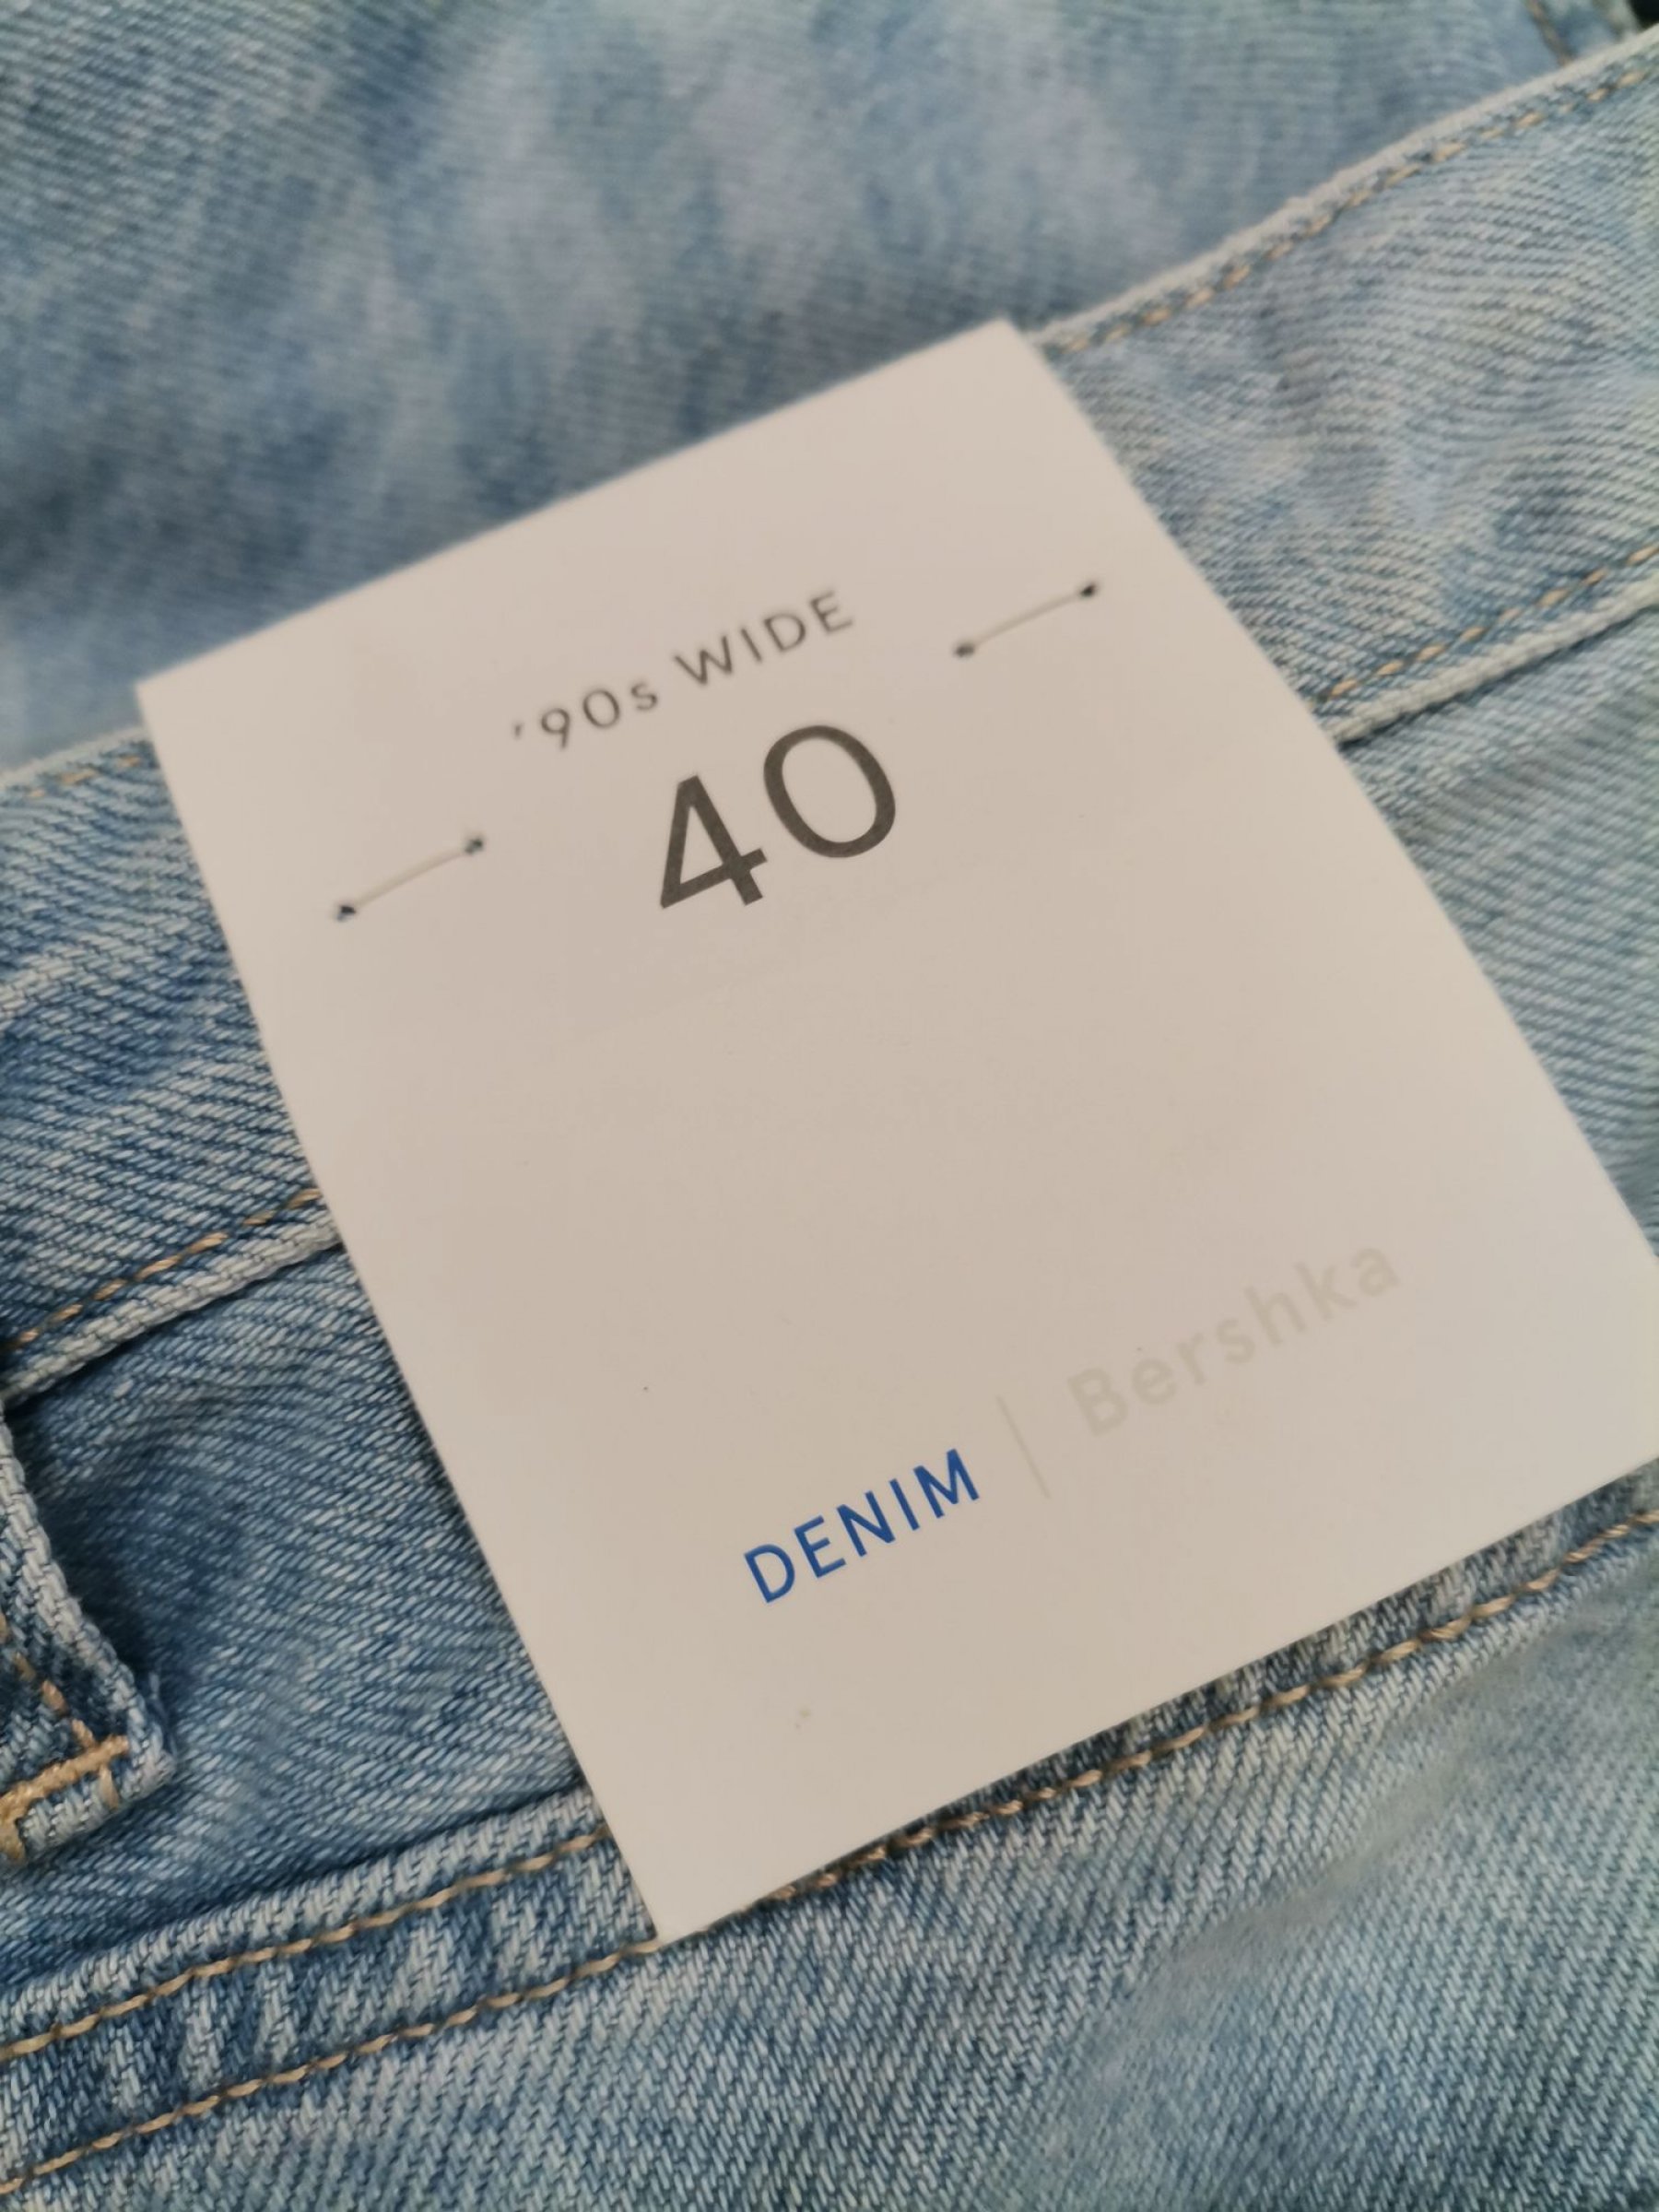 '90s WIDE
40
DENIM | Bershka